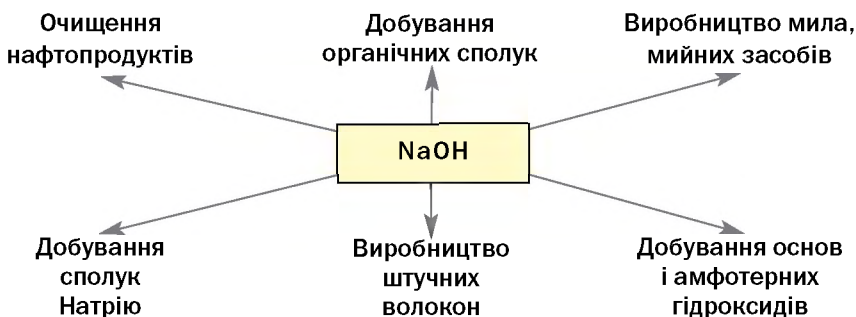 Очищення
нафтопродуктів
Добування
органічних сполук
Виробництво мила,
мийних засобів
NaOH
Добування
сполук
Натрію
Виробництво
штучних
волокон
Добування основ
і амфотерних
гідроксидів